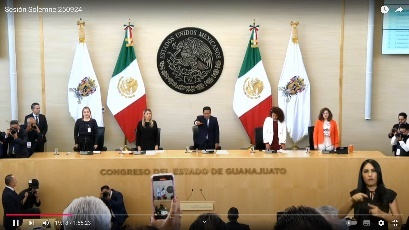 Sesión Solemne 250924
ESTADOS UNIDOS MEXICANOS
CONGRESO DEL ESTADO DE GUANAJUATO